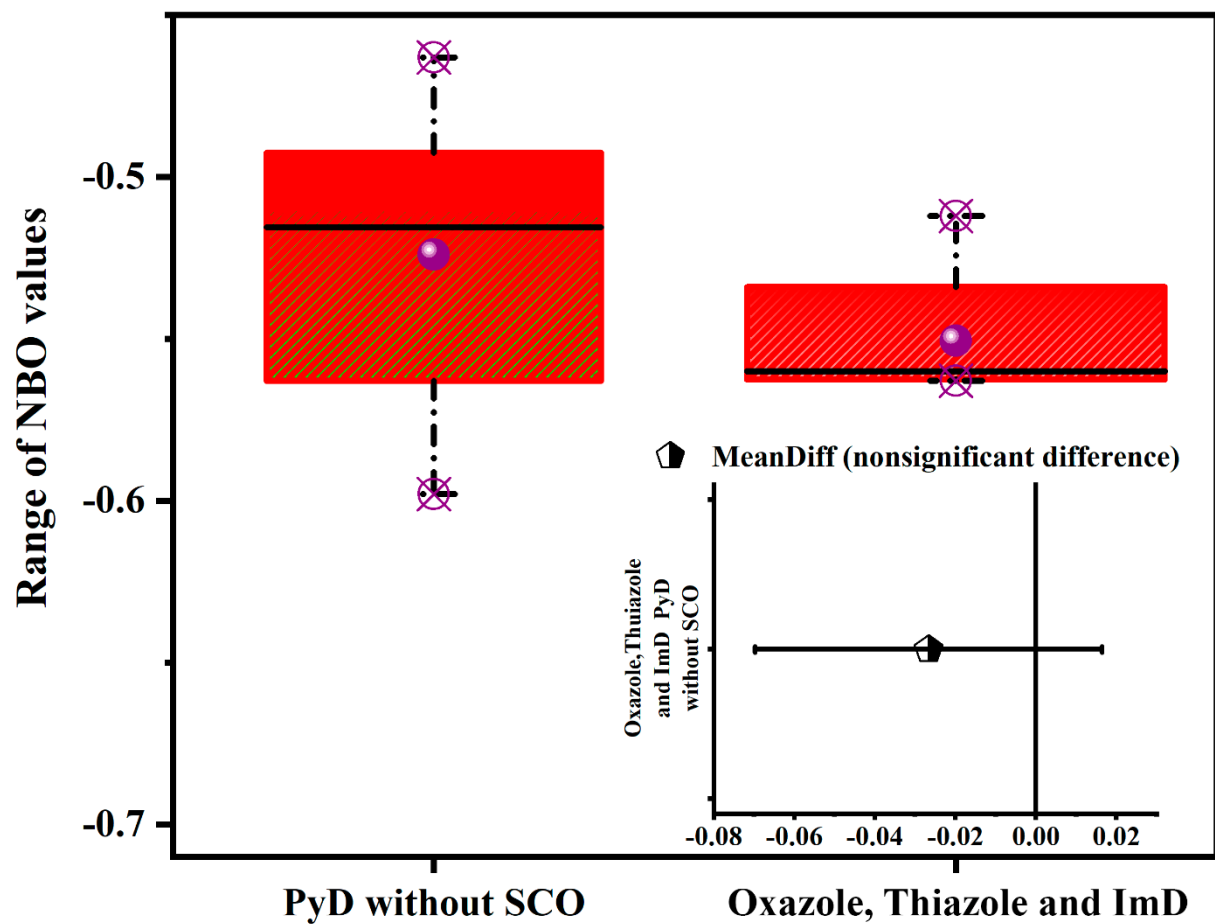 Range of NBO values
-0.5
-0.6
-0.7
PyD without SCO
Oxazole, Thiazole and ImD
MeanDiff (nonsignificant difference)
Oxazole,Thuiazole
and ImD PyD
without SCO
-0.08 -0.06 -0.04 -0.02 0.00 0.02